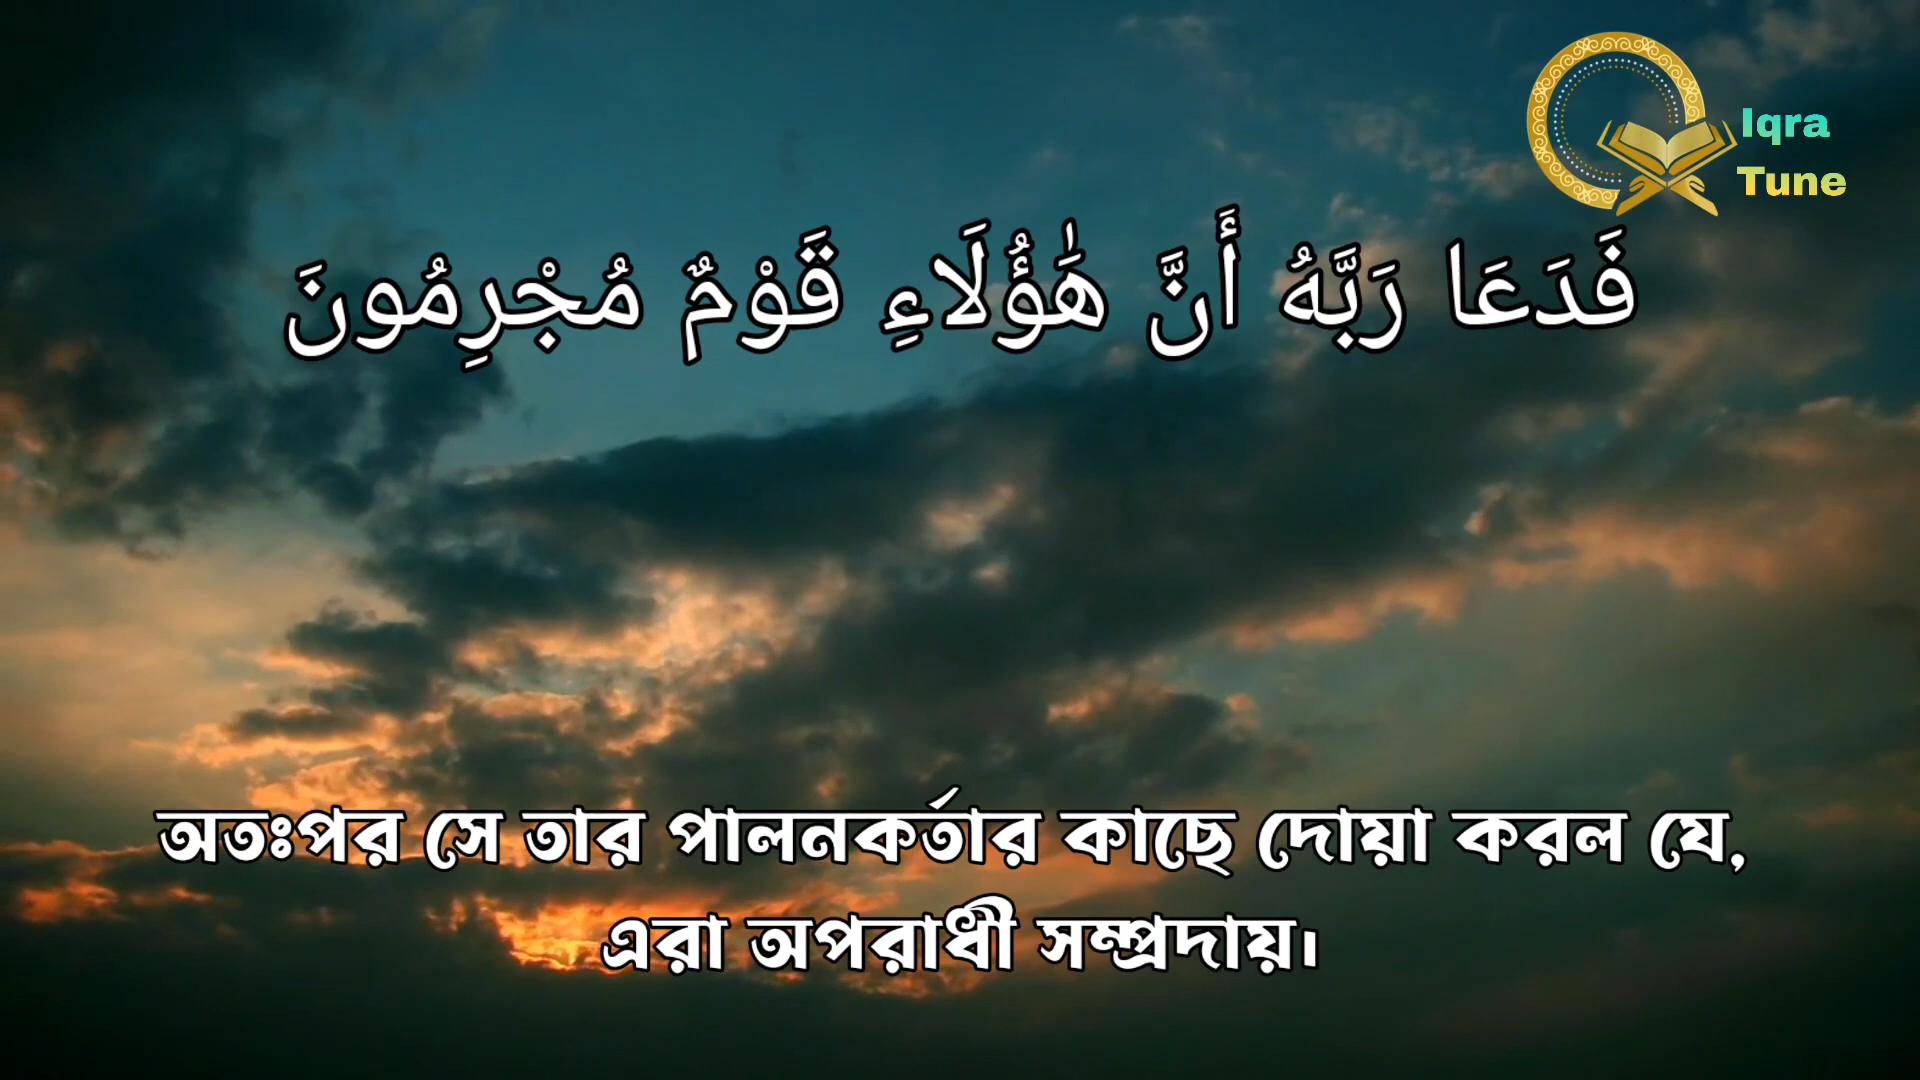 Iqra
Tune
فَدَعَا رَبَّهُ أَنَّ هَٰؤُلَاءِ قَوْمٌ مُجْرِمُونَ
অতঃপর সে তার পালনকর্তার কাছে দোয়া করল যে,
এরা অপরাধী সম্প্রদায়।